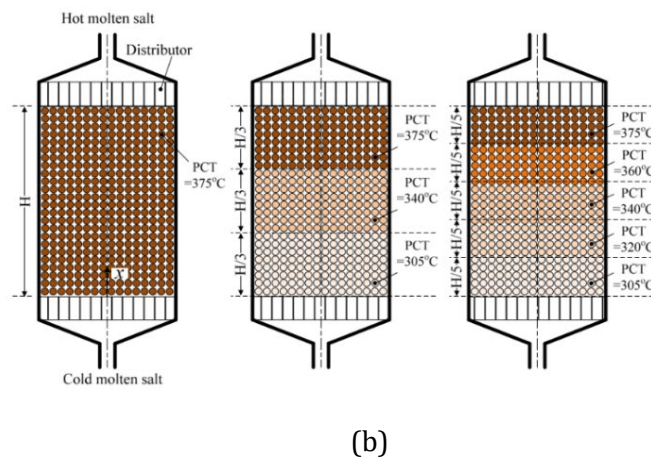 Hot molten salt
Distributor
H
PCT
=375°C
x
Cold molten salt
H/3
H/3
H/3
PCT
=375°C
PCT
=340°C
PCT
=305°C
H/5
H/5
H/5
H/5
H/5
PCT
=375°C
PCT
=360°C
PCT
=340°C
PCT
=320°C
PCT
=305°C
(b)